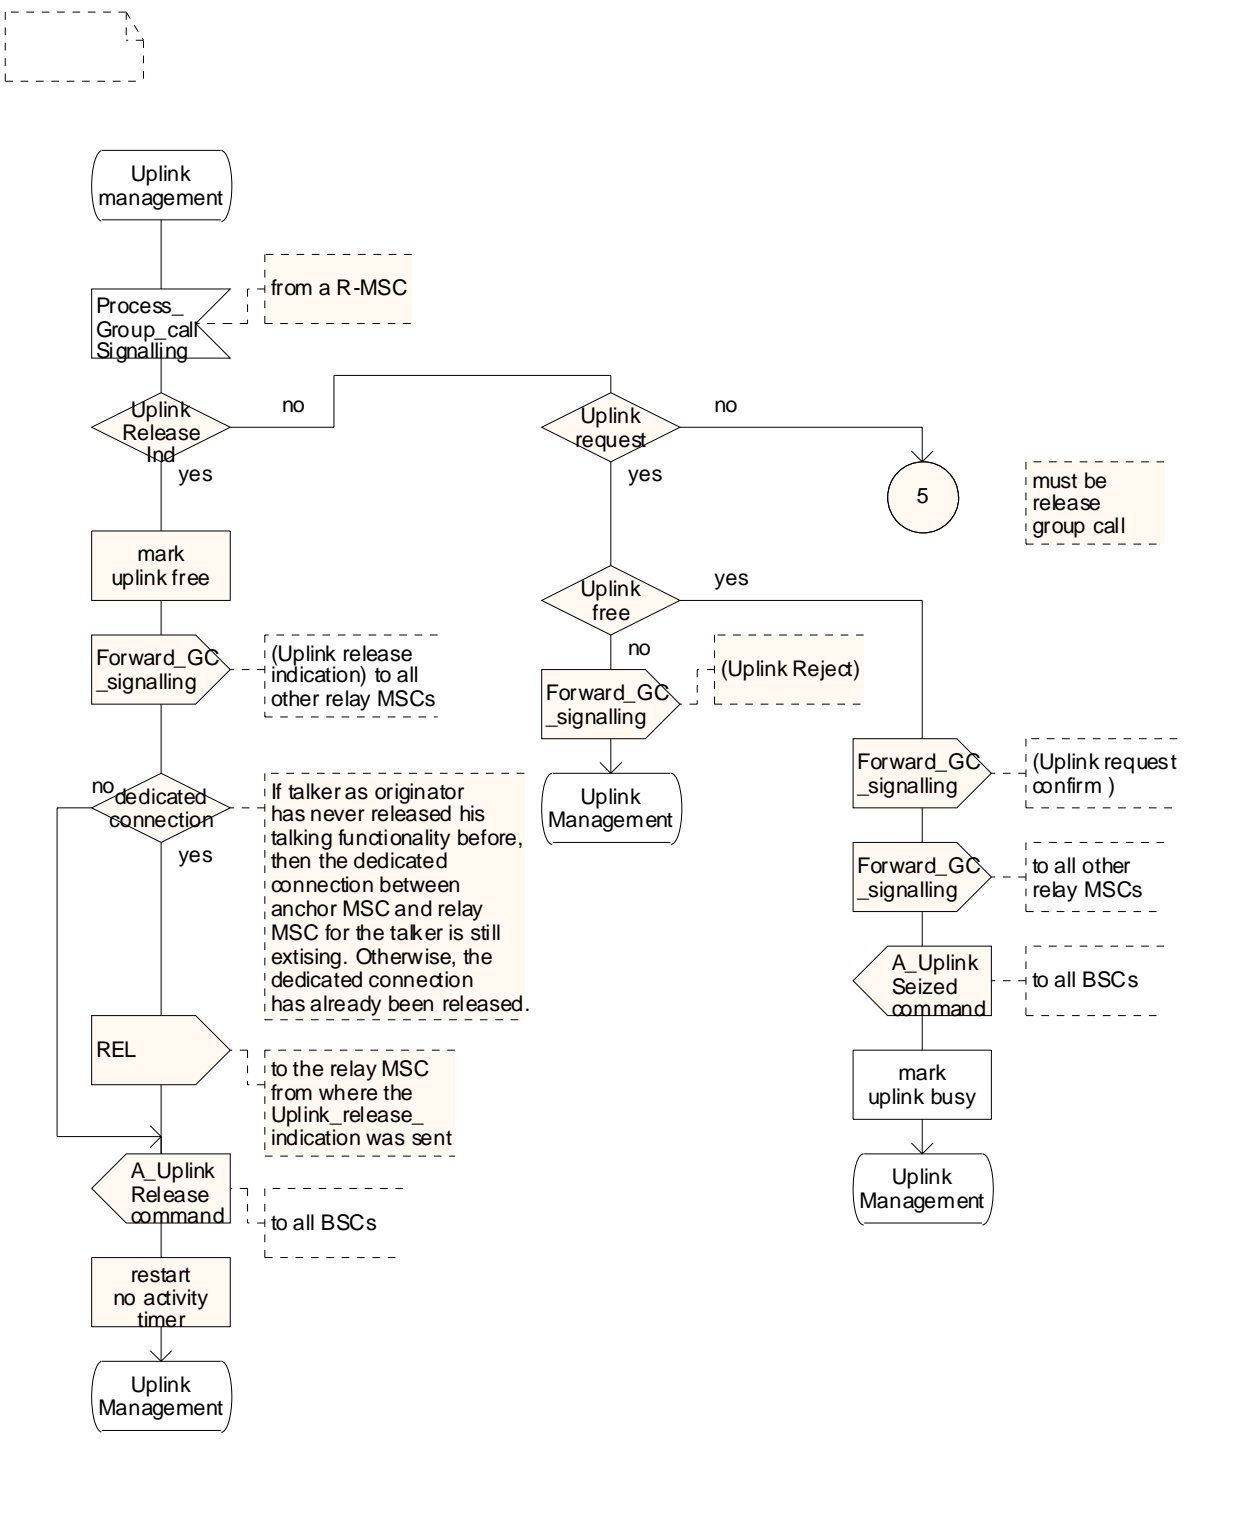 Uplink
management
from a R-MSC
Process_
Group_call
Signalling
Uplink
Release
Ind
no
yes
Uplink
request
no
yes
5
must be
release
group call
mark
uplink free
Uplink
free
yes
no
Forward_GC
_signalling
(Uplink release
indication) to all
other relay MSCs
Forward_GC
_signalling
(Uplink Reject)
Uplink
Management
Forward_GC
_signalling
(Uplink request
confirm )
Forward_GC
_signalling
to all other
relay MSCs
A_Uplink
Seized
command
to all BSCs
mark
uplink busy
Uplink
Management
no
dedicated
connection
yes
If talker as originator
has never released his
talking functionality before,
then the dedicated
connection between
anchor MSC and relay
MSC for the talker is still
extising. Otherwise, the
dedicated connection
has already been released.
REL
to the relay MSC
from where the
Uplink_release_
indication was sent
A_Uplink
Release
command
to all BSCs
restart
no activity
timer
Uplink
Management